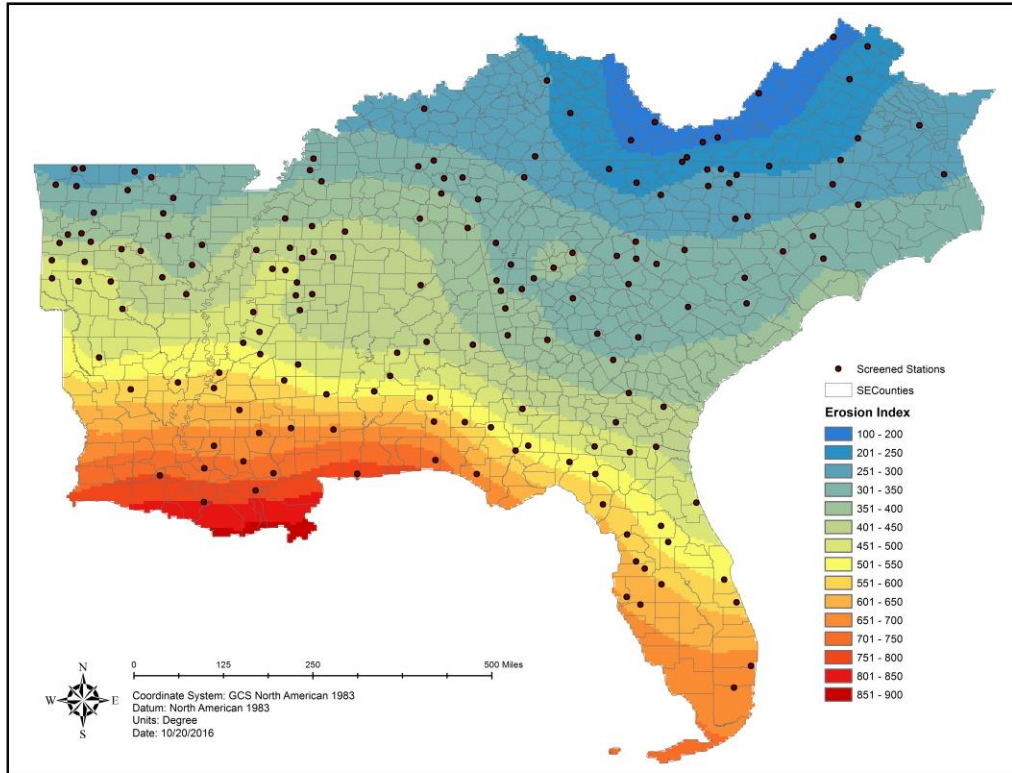 Screened Stations
SECounties
Erosion Index
100 - 200
201 - 250
251 - 300
301 - 350
351 - 400
401 - 450
451 - 500
501 - 550
551 - 600
601 - 650
651 - 700
701 - 750
751 - 800
801 - 850
851 - 900
0 125 250 500 Miles
N
W E
S
Coordinate System: GCS North American 1983
Datum: North American 1983
Units: Degree
Date: 10/20/2016